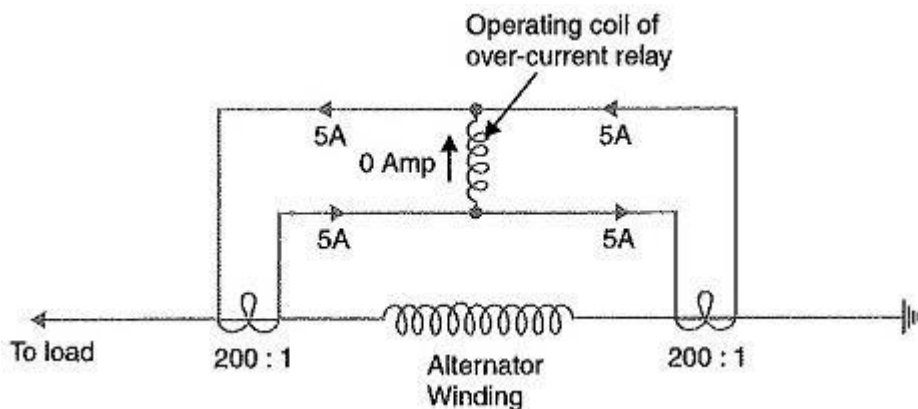 Operating coil of
over-current relay
5A
5A
0 Amp
5A
5A
To load
200 : 1
Alternator
Winding
200 : 1